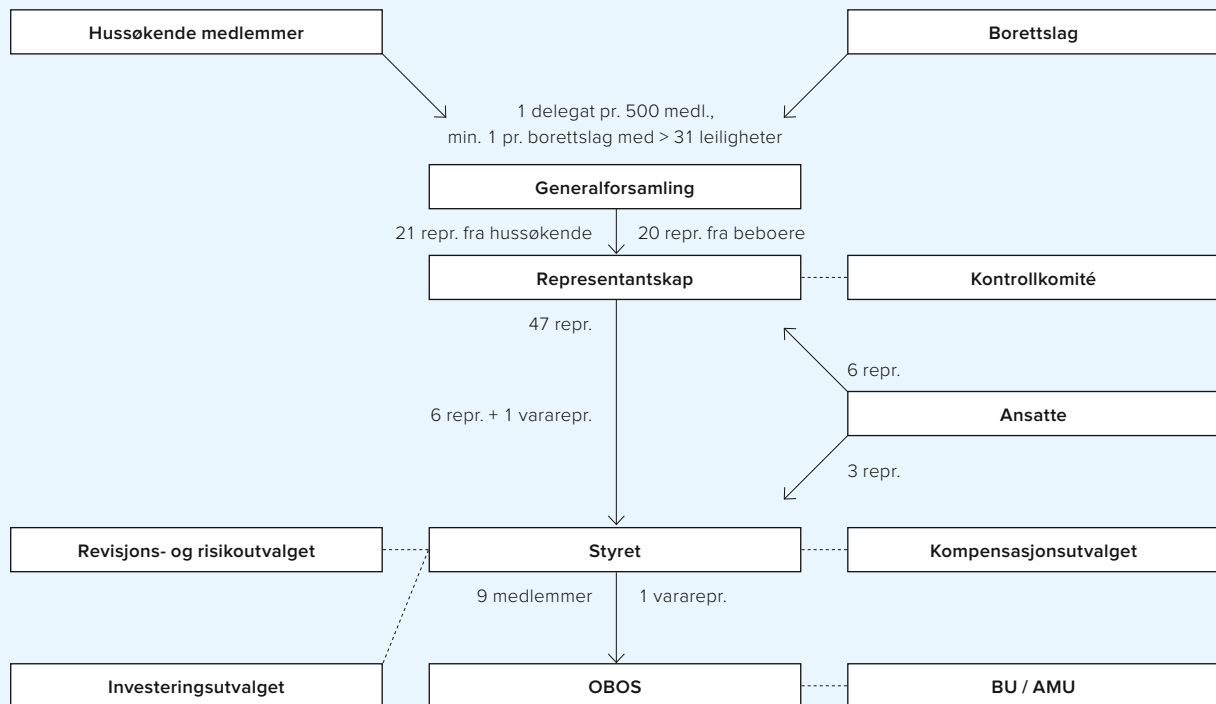 Hussøkende medlemmer
Borettslag
1 delegat pr. 500 medl.,
min. 1 pr. borettslag med > 31 leiligheter
Generalforsamling
21 repr. fra hussøkende
20 repr. fra beboere
Representantskap
Kontrollkomité
47 repr.
6 repr.
6 repr. + 1 vararepr.
Ansatte
3 repr.
Revisjons- og risikoutvalget
Styret
Kompensasjonsutvalget
9 medlemmer
1 vararepr.
Investeringsutvalget
OBOS
BU / AMU